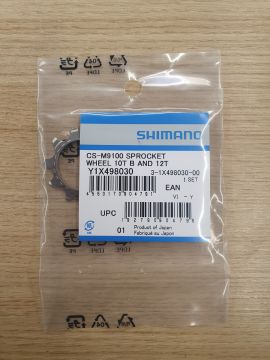 SHIMANO
CS-M9100 SPROCKET
WHEEL 10T B AND 12T
Y1X498030
3-1X498030-00
1 SET
EAN
VI - Y
UPC
01
Product of Japan
Fabriqué au Japon